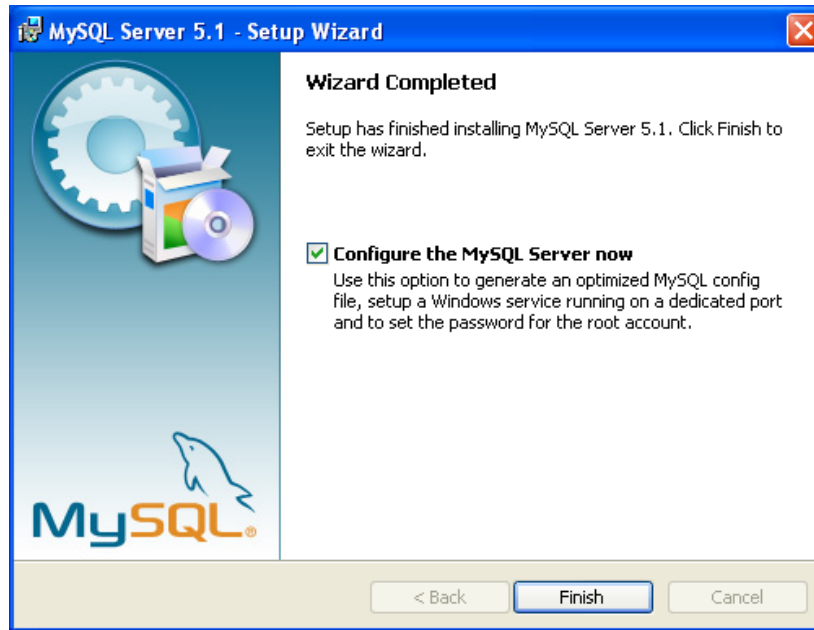 MySQL Server 5.1 - Setup Wizard
Wizard Completed
Setup has finished installing MySQL Server 5.1. Click Finish to
exit the wizard.
Configure the MySQL Server now
Use this option to generate an optimized MySQL config
file, setup a Windows service running on a dedicated port
and to set the password for the root account.
MySQL®
< Back
Finish
Cancel